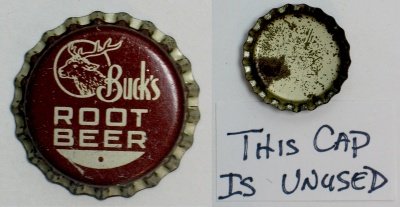 Buck's
ROOT
BEER
THIS CAP
IS UNUSED